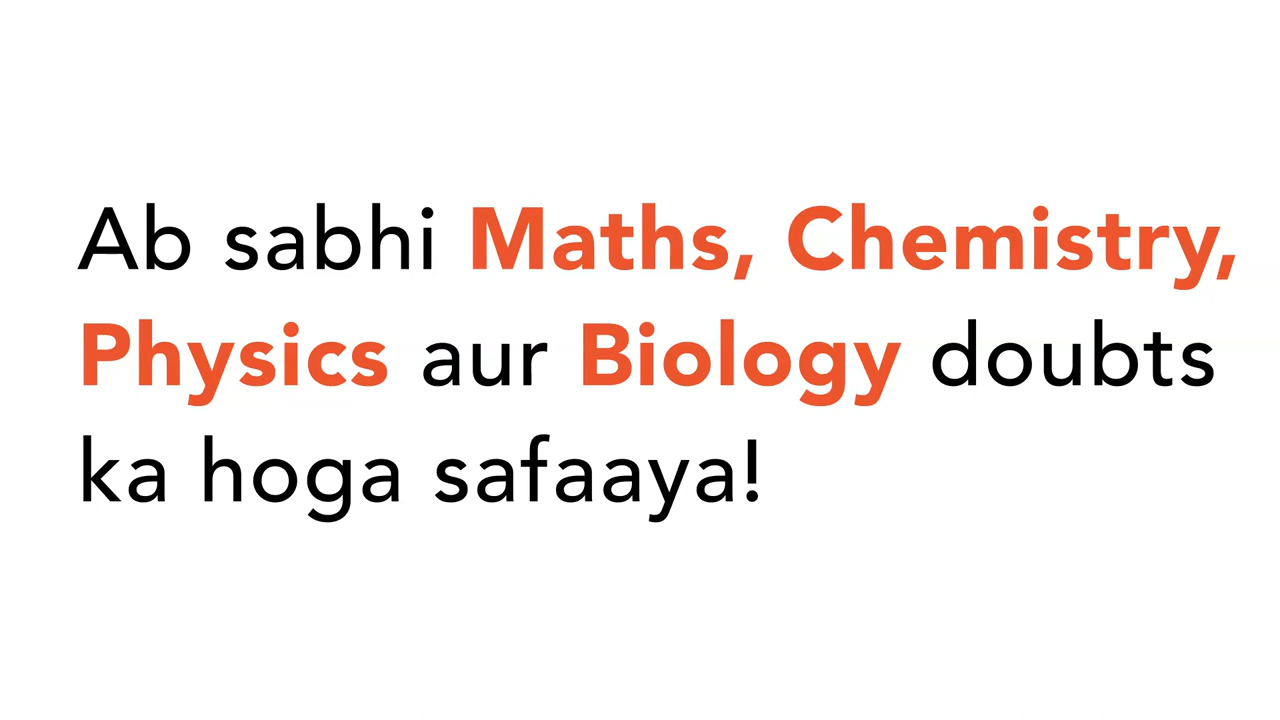 Ab sabhi Maths, Chemistry,
Physics aur Biology doubts
ka hoga safaaya!